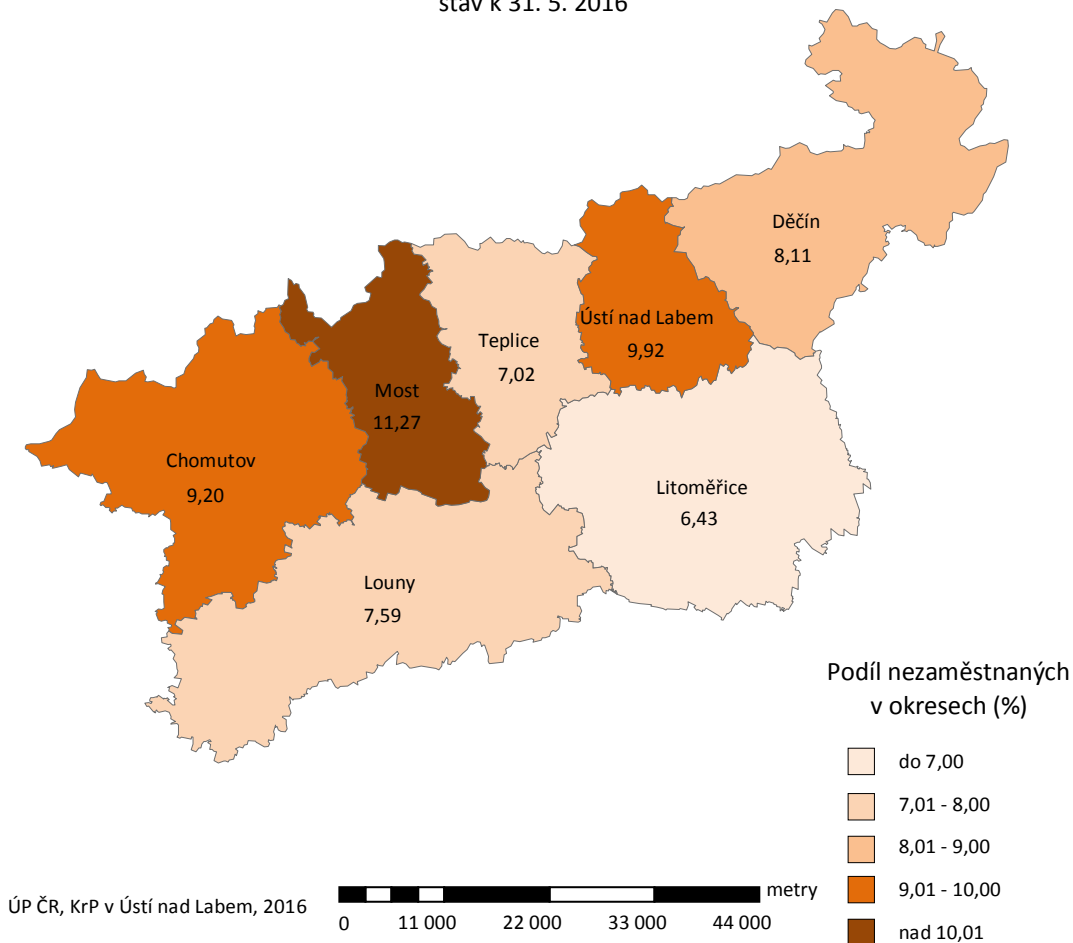 stav k 31. 5. 2016
Děčín
8,11
Ústí nad Labem
9,92
Teplice
7,02
Most
11,27
Chomutov
9,20
Litoměřice
6,43
Louny
7,59
Podíl nezaměstnaných
v okresech (%)
do 7,00
7,01 - 8,00
8,01 - 9,00
9,01 - 10,00
nad 10,01
ÚP ČR, KrP v Ústí nad Labem, 2016
metry
0 11 000 22 000 33 000 44 000